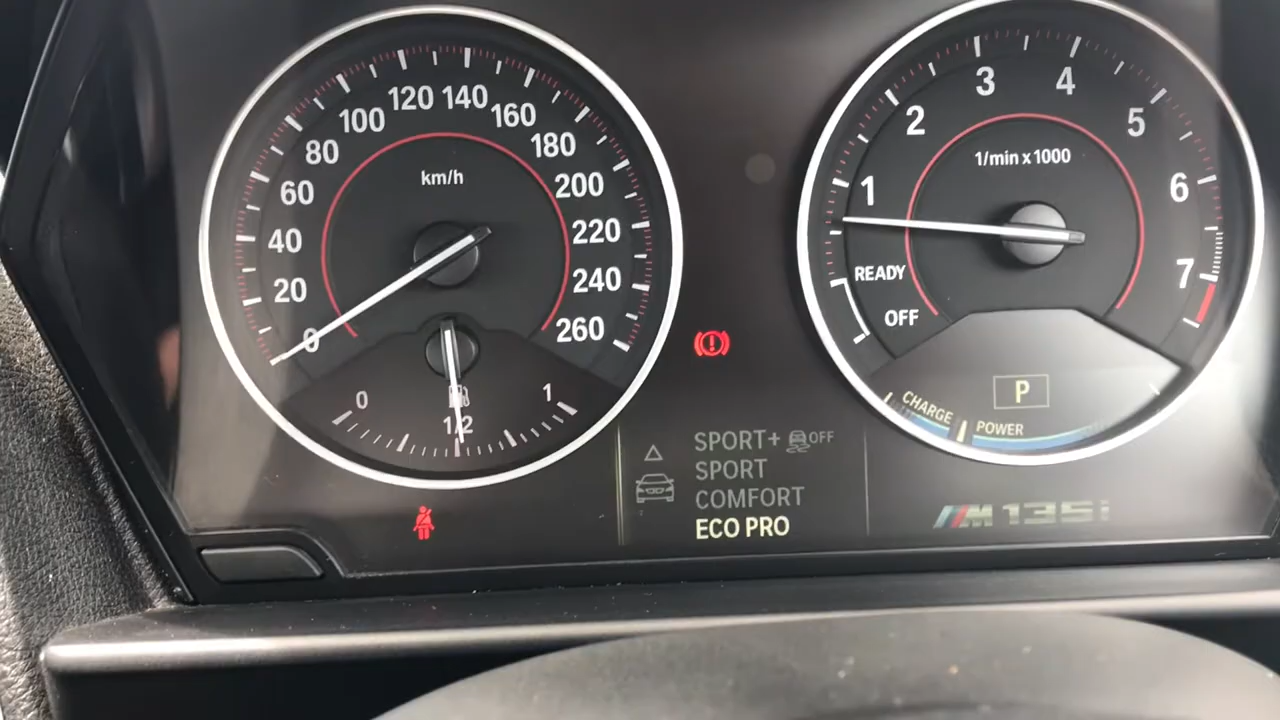 0
20
40
60
80
100
120
140
160
180
200
220
240
260
km/h
0
1/2
1
SPORT+ OFF
SPORT
COMFORT
ECO PRO
OFF
READY
1
2
3
4
5
6
7
1/min x 1000
P
CHARGE
POWER
M 135i